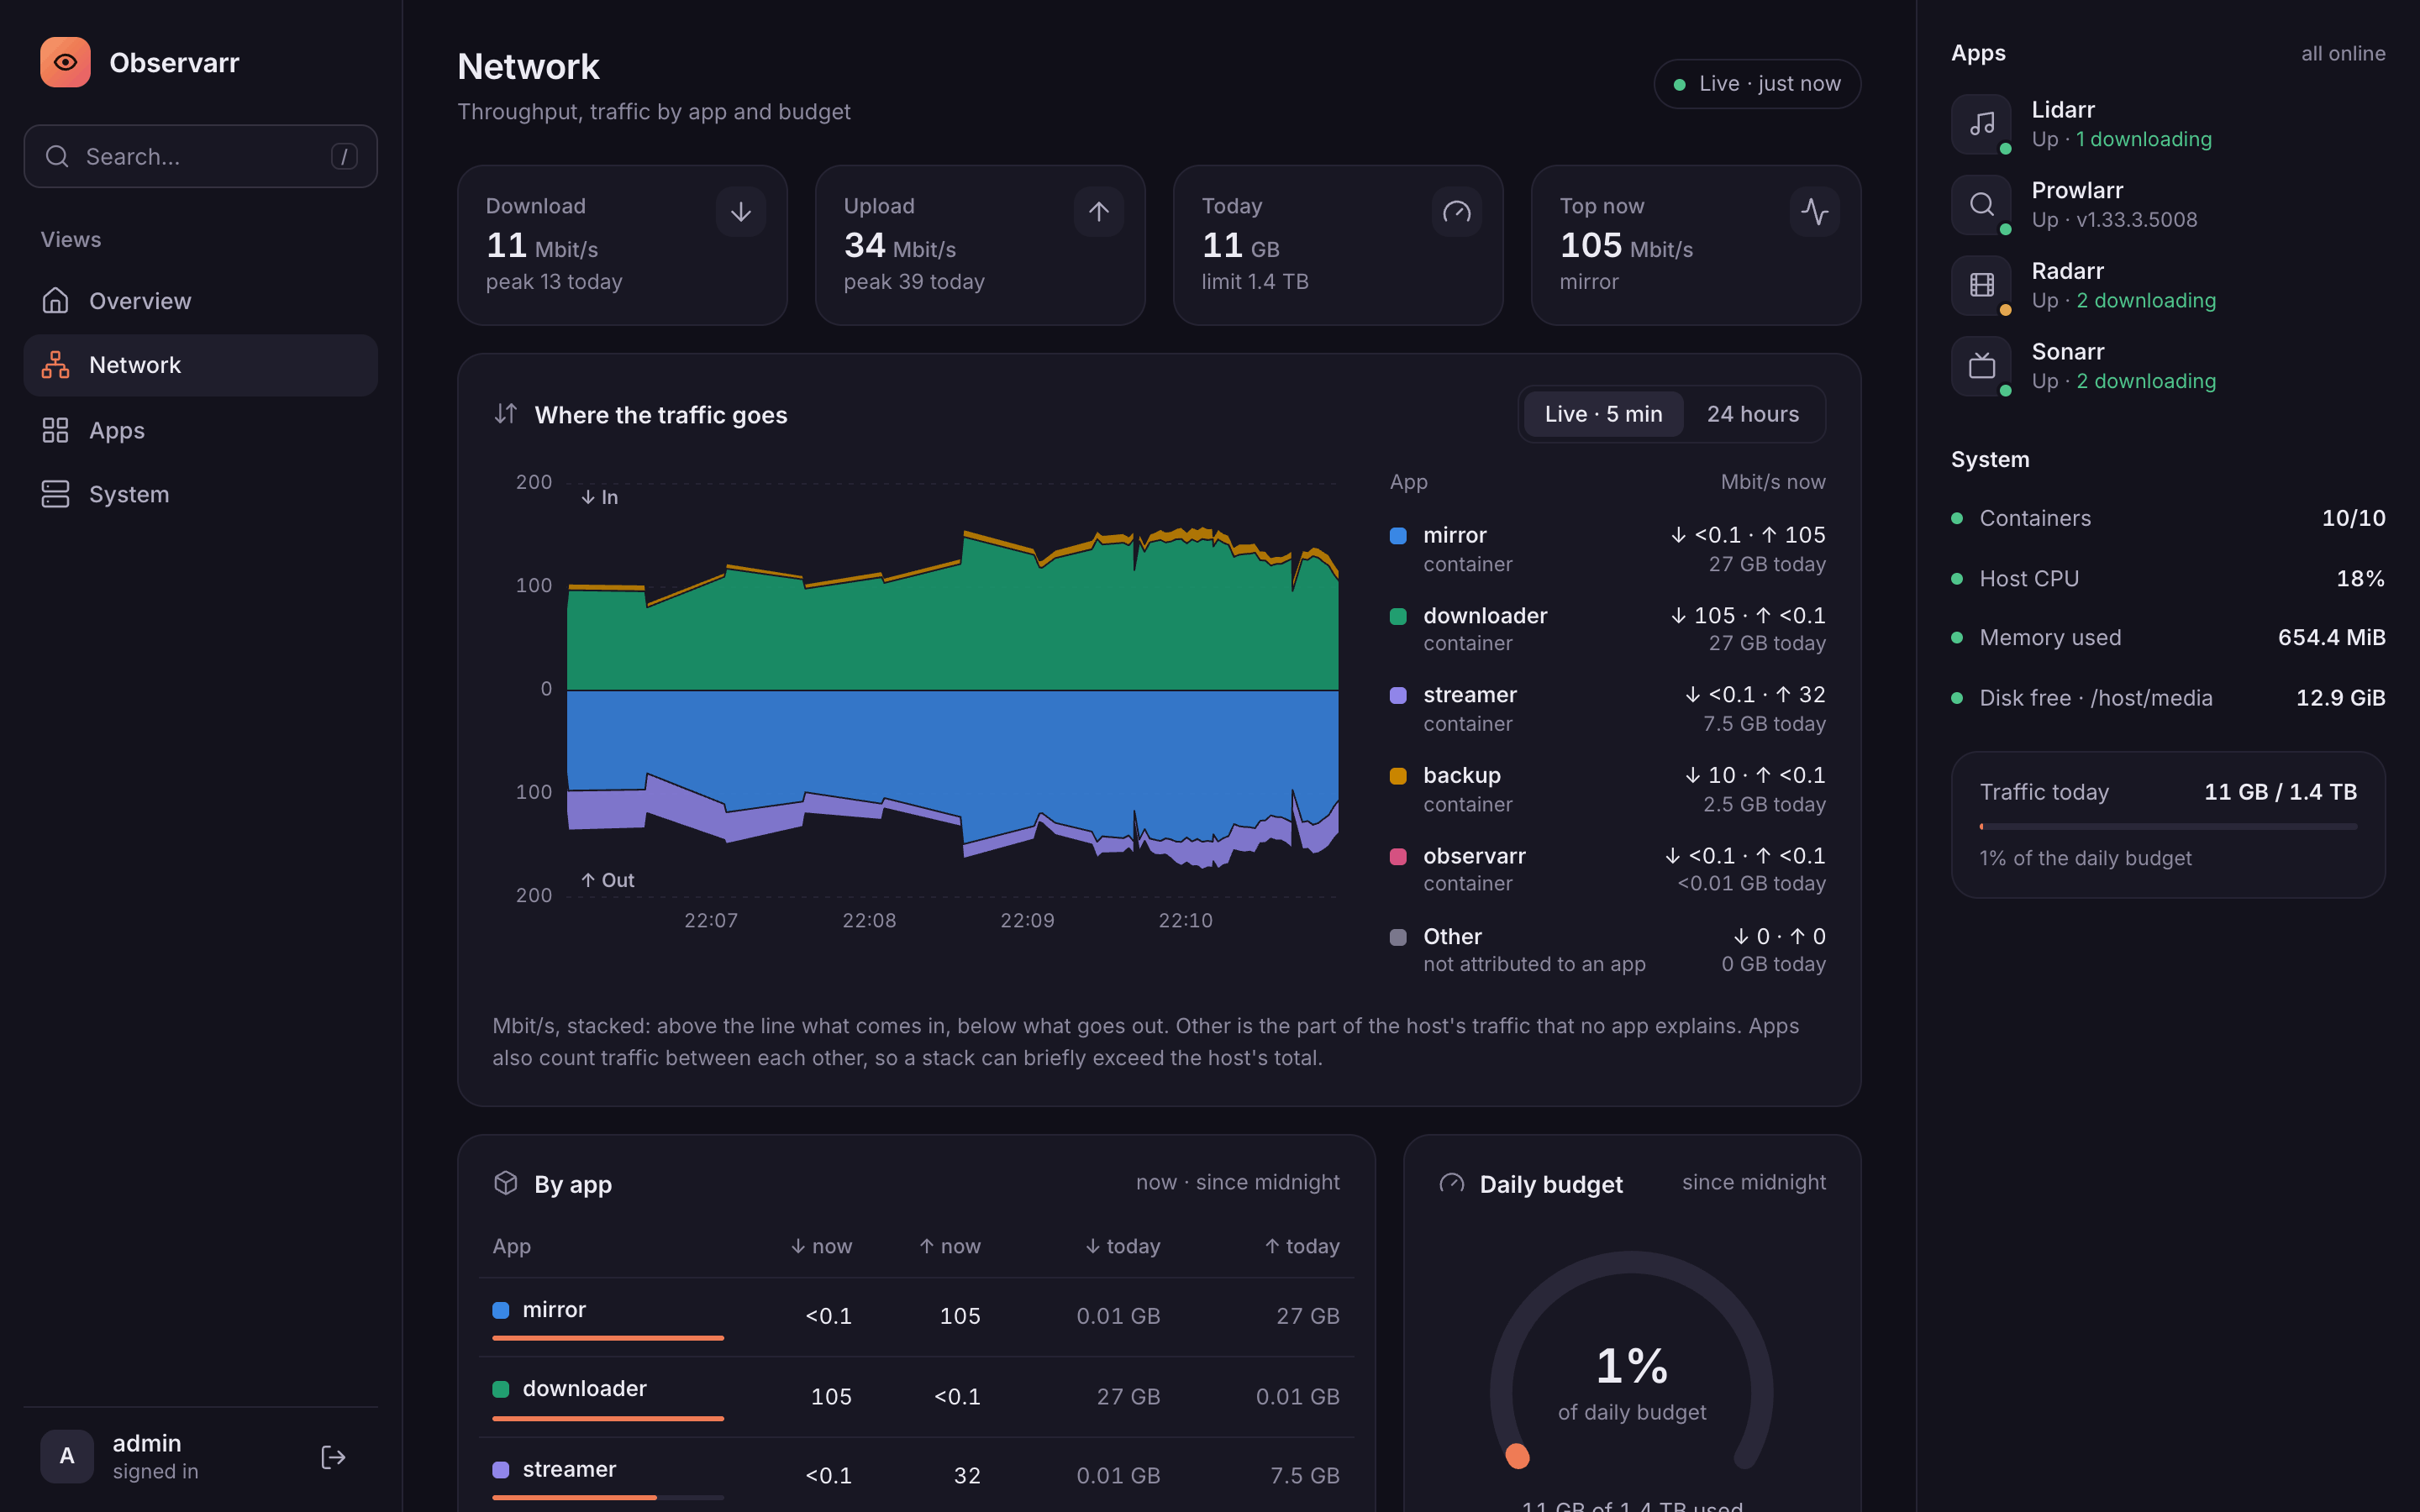 Observarr
Search...
/
Views
Overview
Network
Apps
System
A
admin
signed in
Network
Throughput, traffic by app and budget
Live · just now
Download
11 Mbit/s
peak 13 today
Upload
34 Mbit/s
peak 39 today
Today
11 GB
limit 1.4 TB
Top now
105 Mbit/s
mirror
Where the traffic goes
Live · 5 min
24 hours
200
↓ In
100
0
100
↑ Out
200
22:07
22:08
22:09
22:10
App
Mbit/s now
mirror
↓ <0.1 · ↑ 105
container
27 GB today
downloader
↓ 105 · ↑ <0.1
container
27 GB today
streamer
↓ <0.1 · ↑ 32
container
7.5 GB today
backup
↓ 10 · ↑ <0.1
container
2.5 GB today
observarr
↓ <0.1 · ↑ <0.1
container
<0.01 GB today
Other
↓ 0 · ↑ 0
not attributed to an app
0 GB today
Mbit/s, stacked: above the line what comes in, below what goes out. Other is the part of the host's traffic that no app explains. Apps
also count traffic between each other, so a stack can briefly exceed the host's total.
By app
now · since midnight
App
↓ now
↑ now
↓ today
↑ today
mirror
<0.1
105
0.01 GB
27 GB
downloader
105
<0.1
27 GB
0.01 GB
streamer
<0.1
32
0.01 GB
7.5 GB
Daily budget
since midnight
1%
of daily budget
11 GB of 1.4 TB used
Apps
all online
Lidarr
Up · 1 downloading
Prowlarr
Up · v1.33.3.5008
Radarr
Up · 2 downloading
Sonarr
Up · 2 downloading
System
Containers
10/10
Host CPU
18%
Memory used
654.4 MiB
Disk free · /host/media
12.9 GiB
Traffic today
11 GB / 1.4 TB
1% of the daily budget